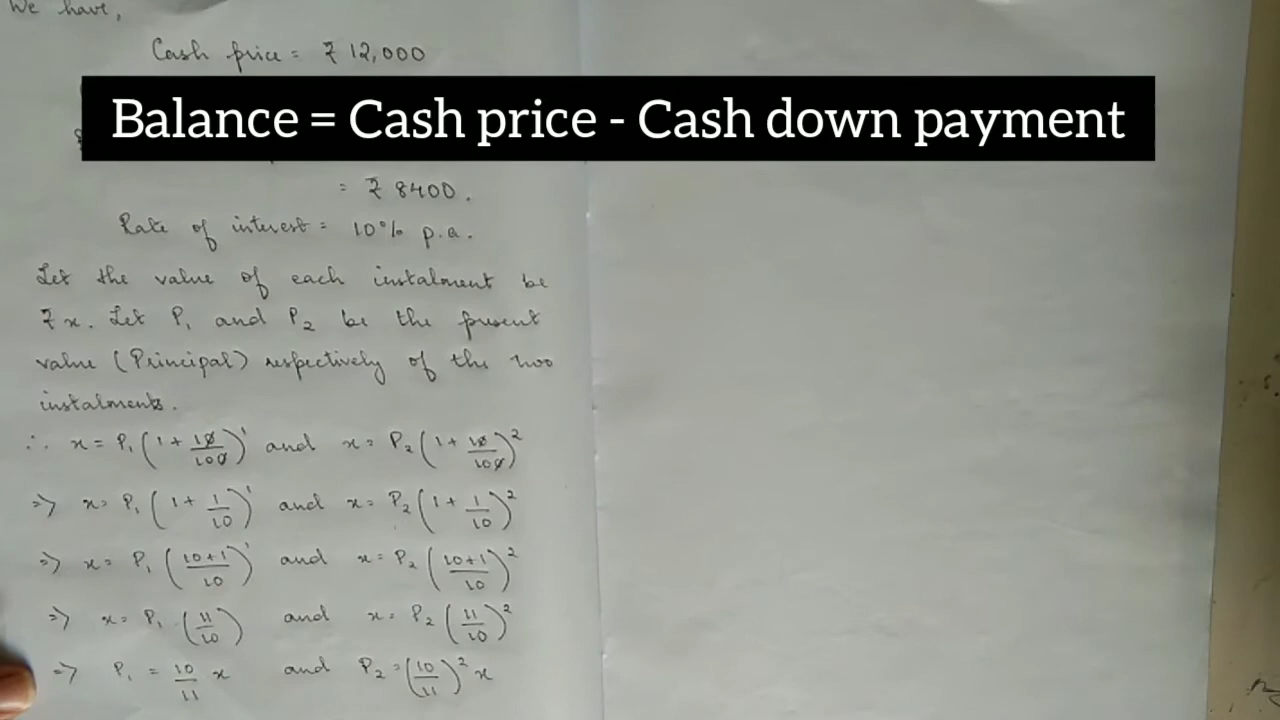 We have,
Cash price = ₹ 12,000
Balance = Cash price - Cash down payment
= ₹ 8400.
Rate of interest = 10% p.a.
Let the value of each instalment be
₹ x. Let P₁ and P₂ be the present
value (Principal) respectively of the two
instalments.
∴ x = P₁(1 + 10/100)¹ and x = P₂(1 + 10/100)²
=> x = P₁(1 + 1/10)¹ and x = P₂(1 + 1/10)²
=> x = P₁(10+1/10)¹ and x = P₂(10+1/10)²
=> x = P₁(11/10) and x = P₂(11/10)²
=> P₁ = 10/11 x and P₂ = (10/11)² x